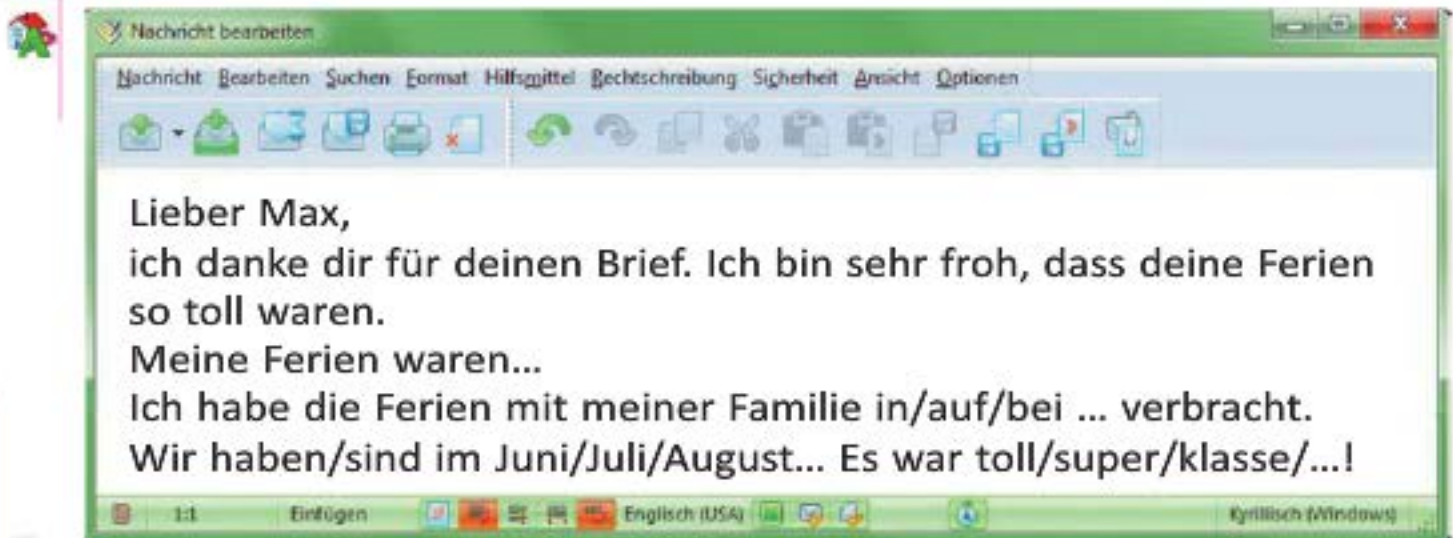 Nachricht bearbeiten
Nachricht Bearbeiten Suchen Format Hilfsmittel Rechtschreibung Sicherheit Ansicht Optionen
Lieber Max,
ich danke dir für deinen Brief. Ich bin sehr froh, dass deine Ferien
so toll waren.
Meine Ferien waren...
Ich habe die Ferien mit meiner Familie in/auf/bei ... verbracht.
Wir haben/sind im Juni/Juli/August... Es war toll/super/klasse/...!
1:1 Einfügen Englisch (USA) Kyrillisch (Windows)